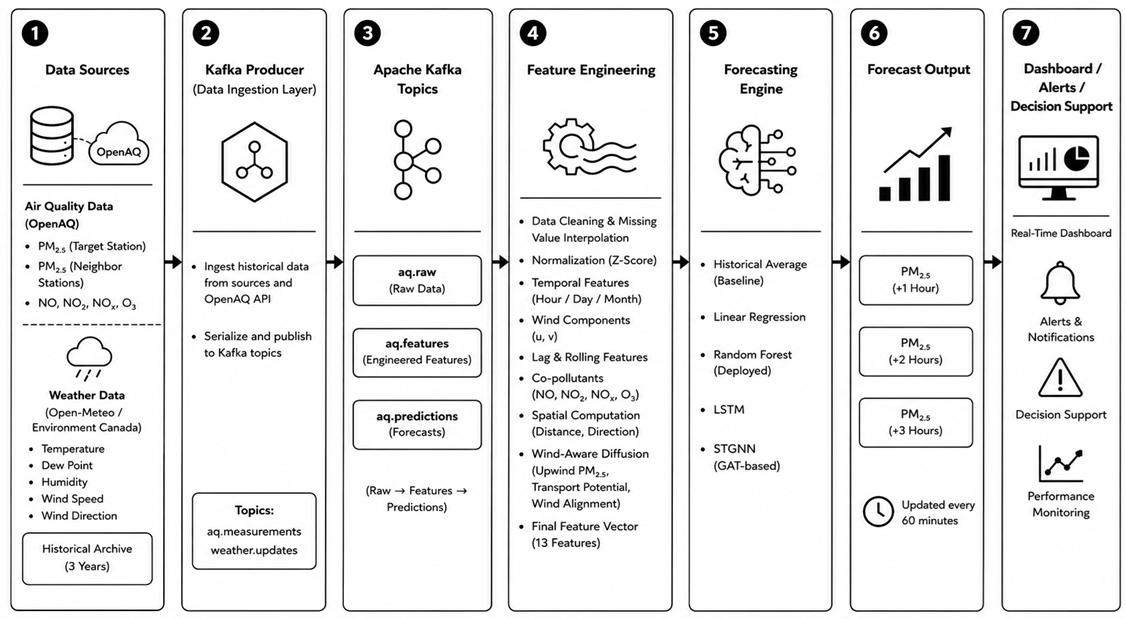 1
Data Sources
OpenAQ
Air Quality Data
(OpenAQ)
• PM₂.₅ (Target Station)
• PM₂.₅ (Neighbor
Stations)
• NO, NO₂, NOₓ, O₃
Weather Data
(Open-Meteo /
Environment Canada)
• Temperature
• Dew Point
• Humidity
• Wind Speed
• Wind Direction
Historical Archive
(3 Years)
2
Kafka Producer
(Data Ingestion Layer)
• Ingest historical data
from sources and
OpenAQ API
• Serialize and publish
to Kafka topics
Topics:
aq.measurements
weather.updates
3
Apache Kafka
Topics
aq.raw
(Raw Data)
aq.features
(Engineered Features)
aq.predictions
(Forecasts)
(Raw → Features →
Predictions)
4
Feature Engineering
• Data Cleaning & Missing
Value Interpolation
• Normalization (Z-Score)
• Temporal Features
(Hour / Day / Month)
• Wind Components
(u, v)
• Lag & Rolling Features
• Co-pollutants
(NO, NO₂, NOₓ, O₃)
• Spatial Computation
(Distance, Direction)
• Wind-Aware Diffusion
(Upwind PM₂.₅,
Transport Potential,
Wind Alignment)
• Final Feature Vector
(13 Features)
5
Forecasting
Engine
• Historical Average
(Baseline)
• Linear Regression
• Random Forest
(Deployed)
• LSTM
• STGNN
(GAT-based)
6
Forecast Output
PM₂.₅
(+1 Hour)
PM₂.₅
(+2 Hours)
PM₂.₅
(+3 Hours)
Updated every
60 minutes
7
Dashboard /
Alerts /
Decision Support
Real-Time Dashboard
Alerts &
Notifications
Decision Support
Performance
Monitoring